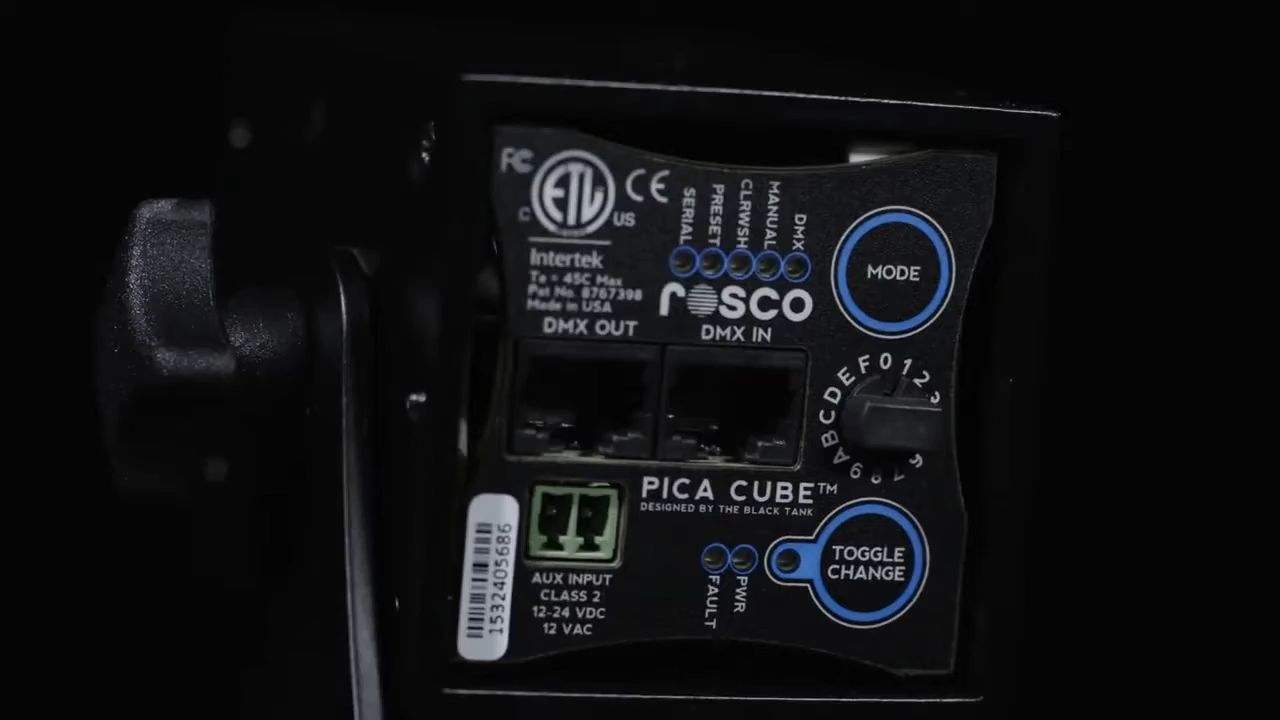 FC
ETL
CE
C
US
Intertek
Ta = 45C Max
Pat No. 8767398
Made in USA
SERIAL
PRESET
CLRWSH
MANUAL
DMX
rosco
MODE
DMX OUT
DMX IN
0 1 2 3
9 A B C D E F
7 8
PICA CUBE™
DESIGNED BY THE BLACK TANK
1532405686
AUX INPUT
CLASS 2
12-24 VDC
12 VAC
FAULT
PWR
TOGGLE
CHANGE